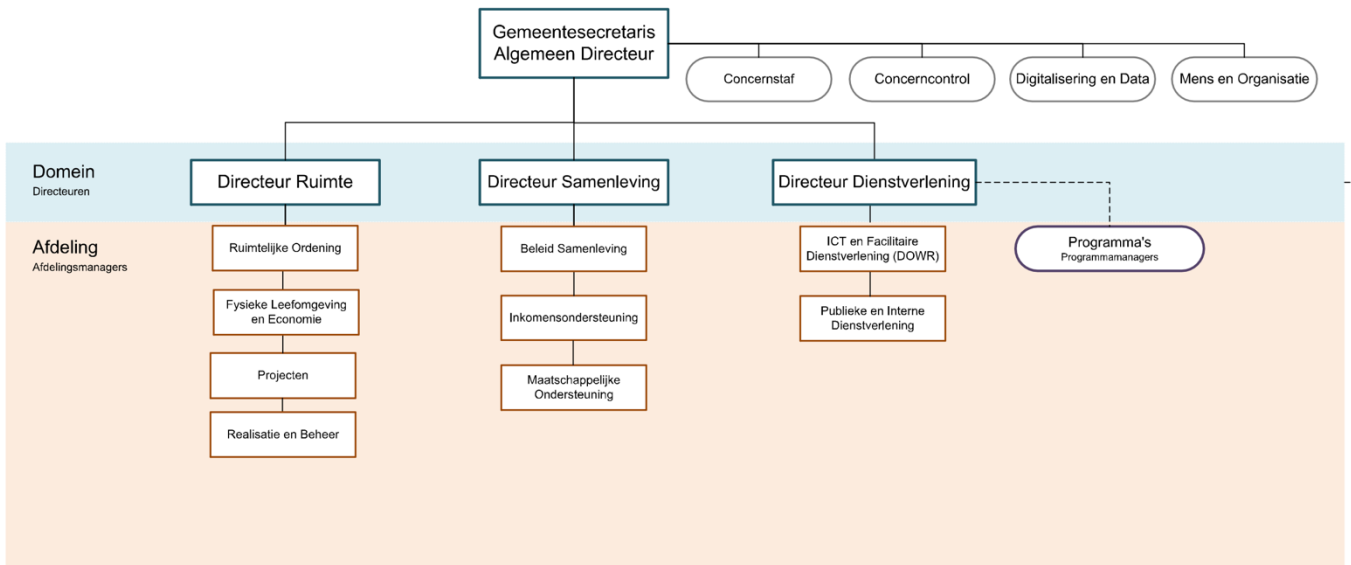 Gemeentesecretaris
Algemeen Directeur
Concernstaf
Concerncontrol
Digitalisering en Data
Mens en Organisatie
Domein
Directeuren
Directeur Ruimte
Directeur Samenleving
Directeur Dienstverlening
Afdeling
Afdelingsmanagers
Ruimtelijke Ordening
Fysieke Leefomgeving
en Economie
Projecten
Realisatie en Beheer
Beleid Samenleving
Inkomensondersteuning
Maatschappelijke
Ondersteuning
ICT en Facilitaire
Dienstverlening (DOWR)
Publieke en Interne
Dienstverlening
Programma's
Programmamanagers